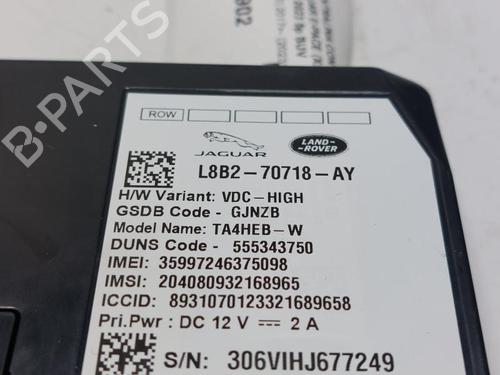 802
ROW
JAGUAR
LAND-
ROVER
L8B2-70718-AY
H/W Variant: VDC-HIGH
GSDB Code - GJNZB
Model Name: TA4HEB-W
DUNS Code - 555343750
IMEI: 35997246375098
IMSI: 204080932168965
ICCID: 8931070123321689658
Pri.Pwr : DC 12 V ⎓ 2 A
S/N: 306VIHJ677249
B-PARTS